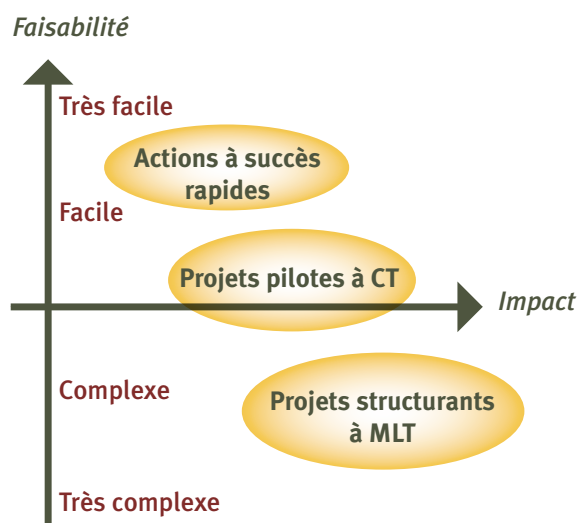 Faisabilité
Très facile
Actions à succès
rapides
Facile
Projets pilotes à CT
Impact
Complexe
Projets structurants
à MLT
Très complexe